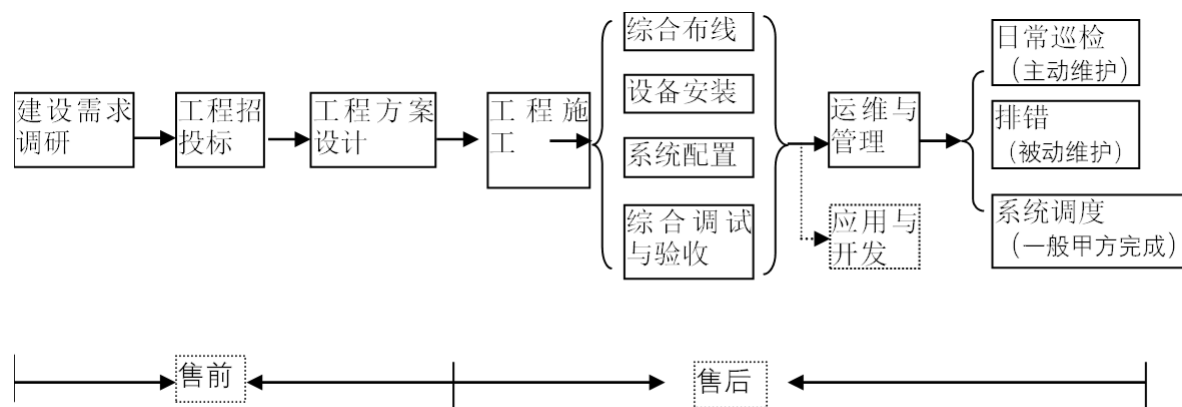 建设需求
调研
工程招
投标
工程方案
设计
工程施
工
综合布线
设备安装
系统配置
综合调试
与验收
运维与
管理
应用与
开发
日常巡检
（主动维护）
排错
（被动维护）
系统调度
（一般甲方完成）
售前
售后